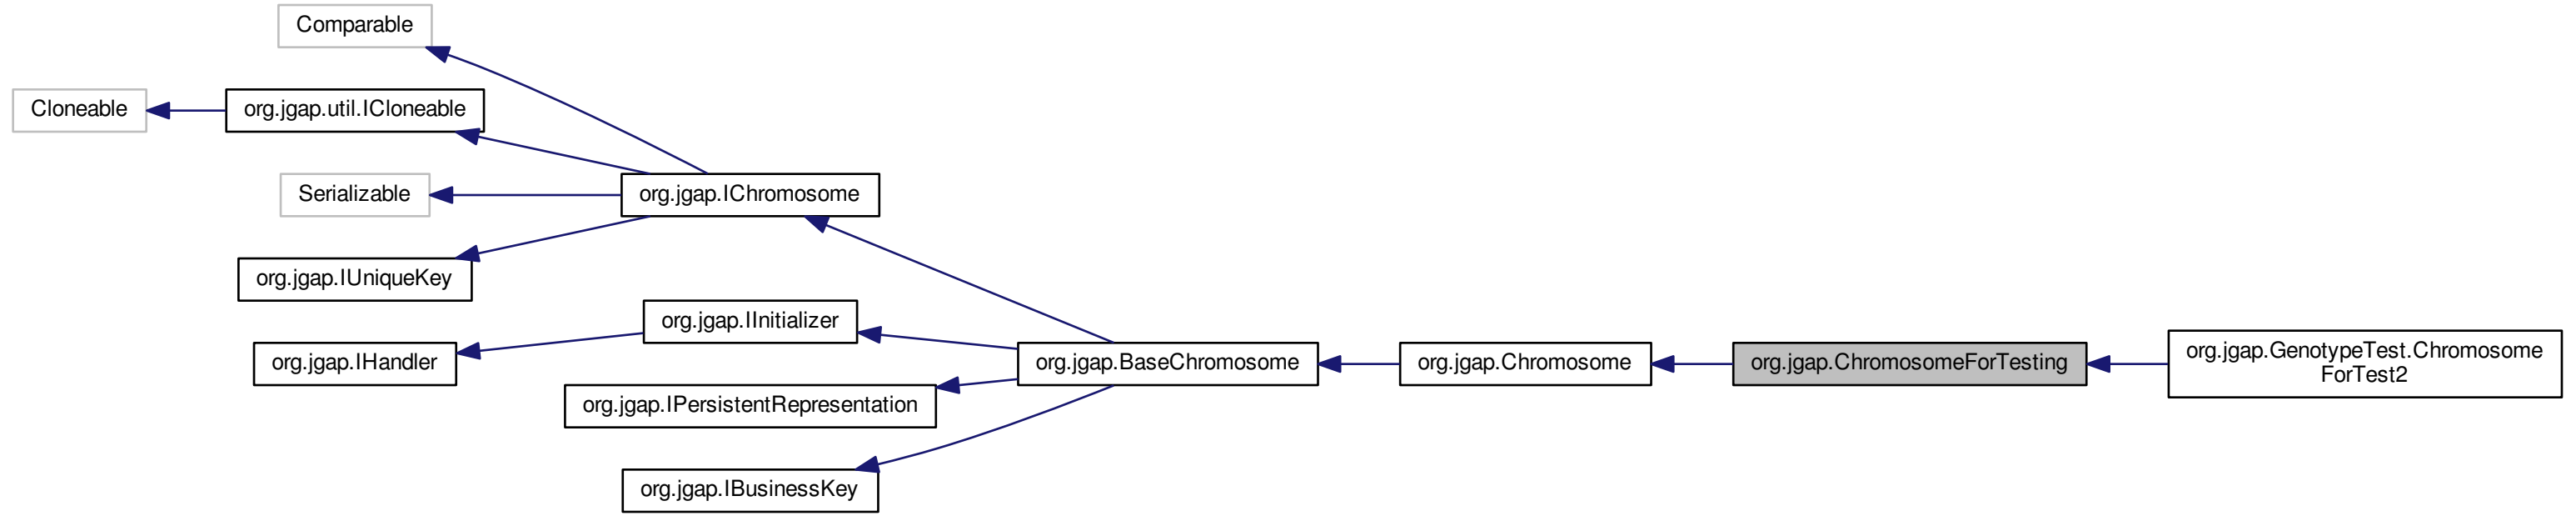 Comparable
Cloneable
org.jgap.util.ICloneable
Serializable
org.jgap.IChromosome
org.jgap.IUniqueKey
org.jgap.IInitializer
org.jgap.IHandler
org.jgap.BaseChromosome
org.jgap.Chromosome
org.jgap.ChromosomeForTesting
org.jgap.GenotypeTest.Chromosome
ForTest2
org.jgap.IPersistentRepresentation
org.jgap.IBusinessKey